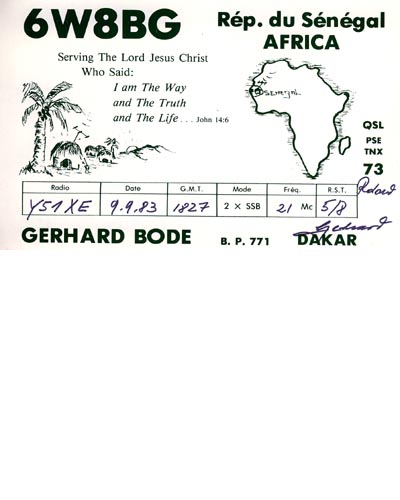 6W8BG
Rép. du Sénégal
AFRICA
Serving The Lord Jesus Christ
Who Said:
I am The Way
and The Truth
and The Life . . . John 14:6
Senegal
QSL
PSE
TNX
73
Radio Date G.M.T. Mode Fréq. R.S.T.
Y51XE 9.9.83 1827 2 × SSB 21 Mc 5/8
GERHARD BODE B. P. 771 DAKAR
Gerhard